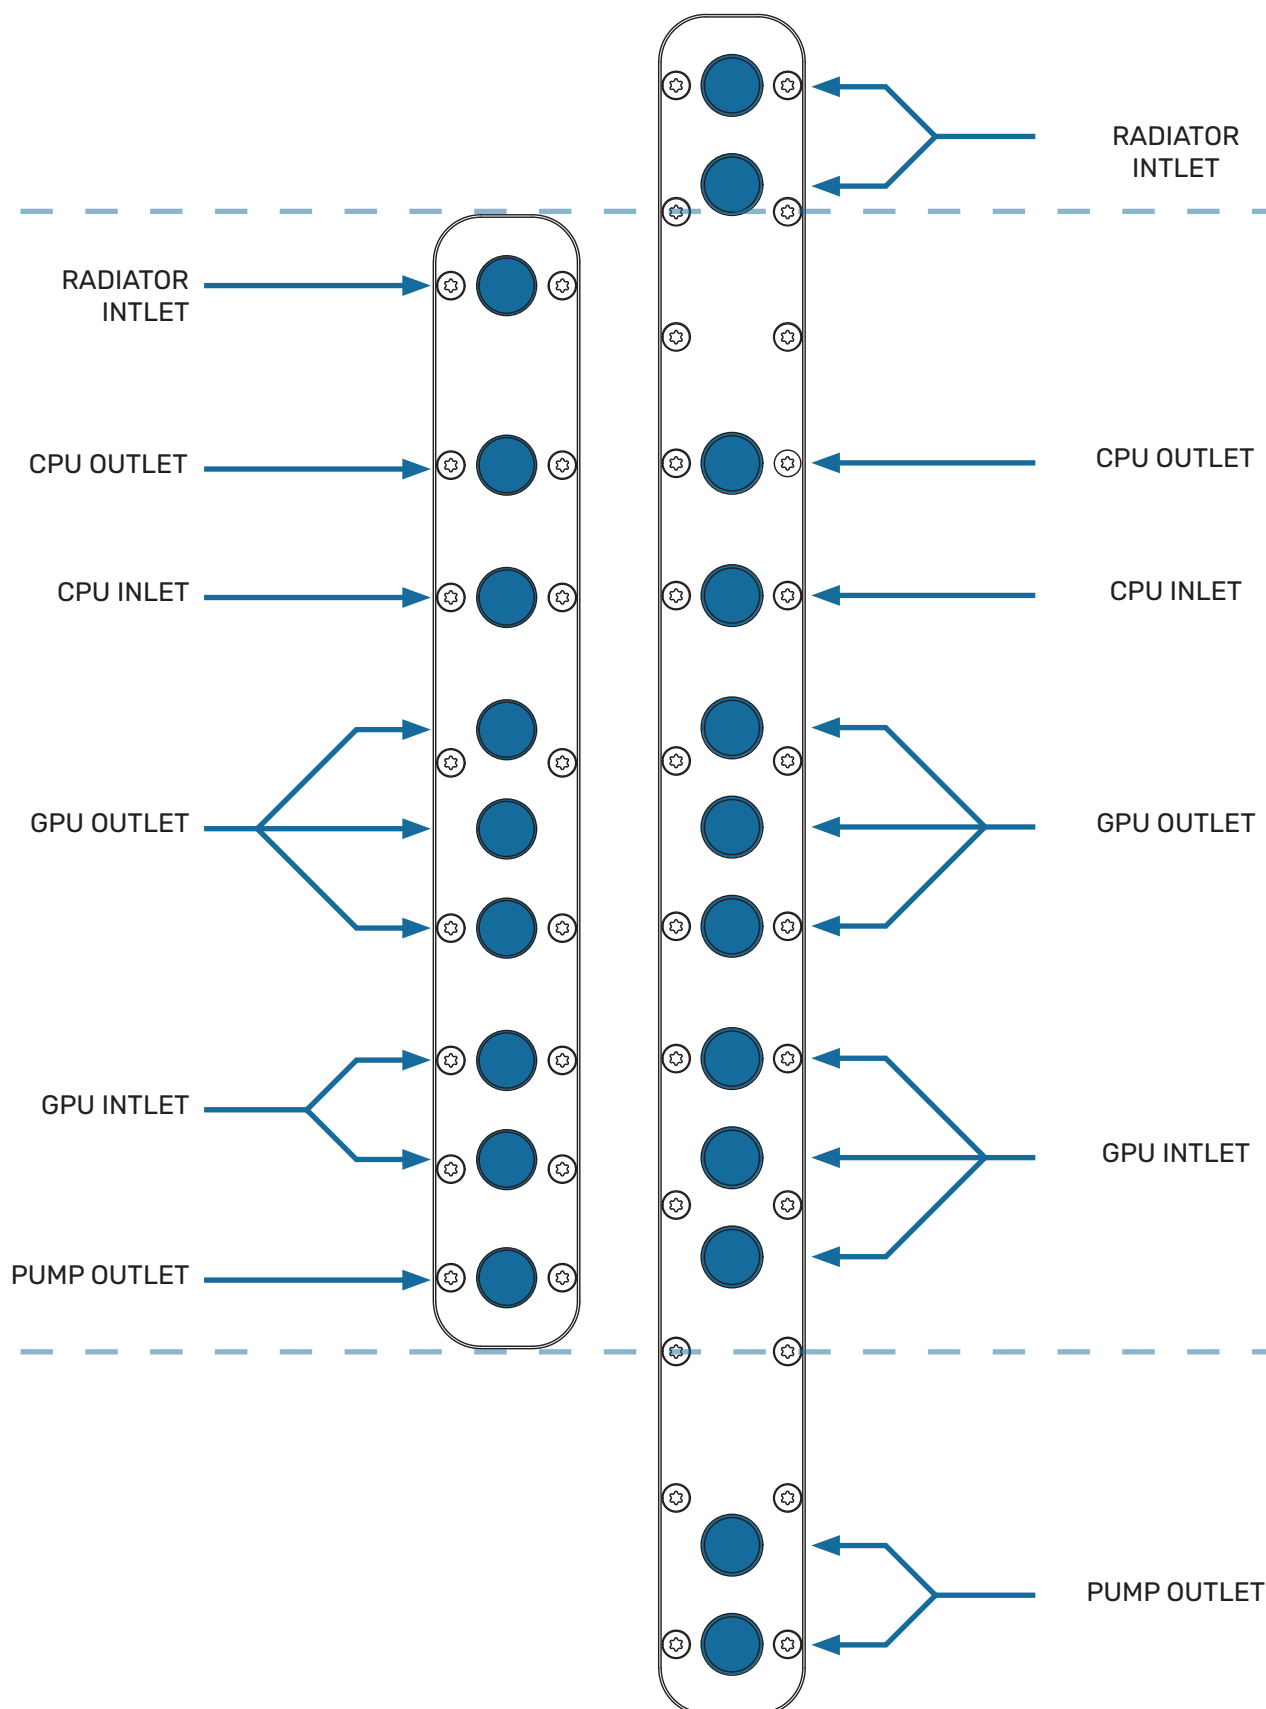 RADIATOR
INTLET
RADIATOR
INTLET
CPU OUTLET
CPU OUTLET
CPU INLET
CPU INLET
GPU OUTLET
GPU OUTLET
GPU INTLET
GPU INTLET
PUMP OUTLET
PUMP OUTLET